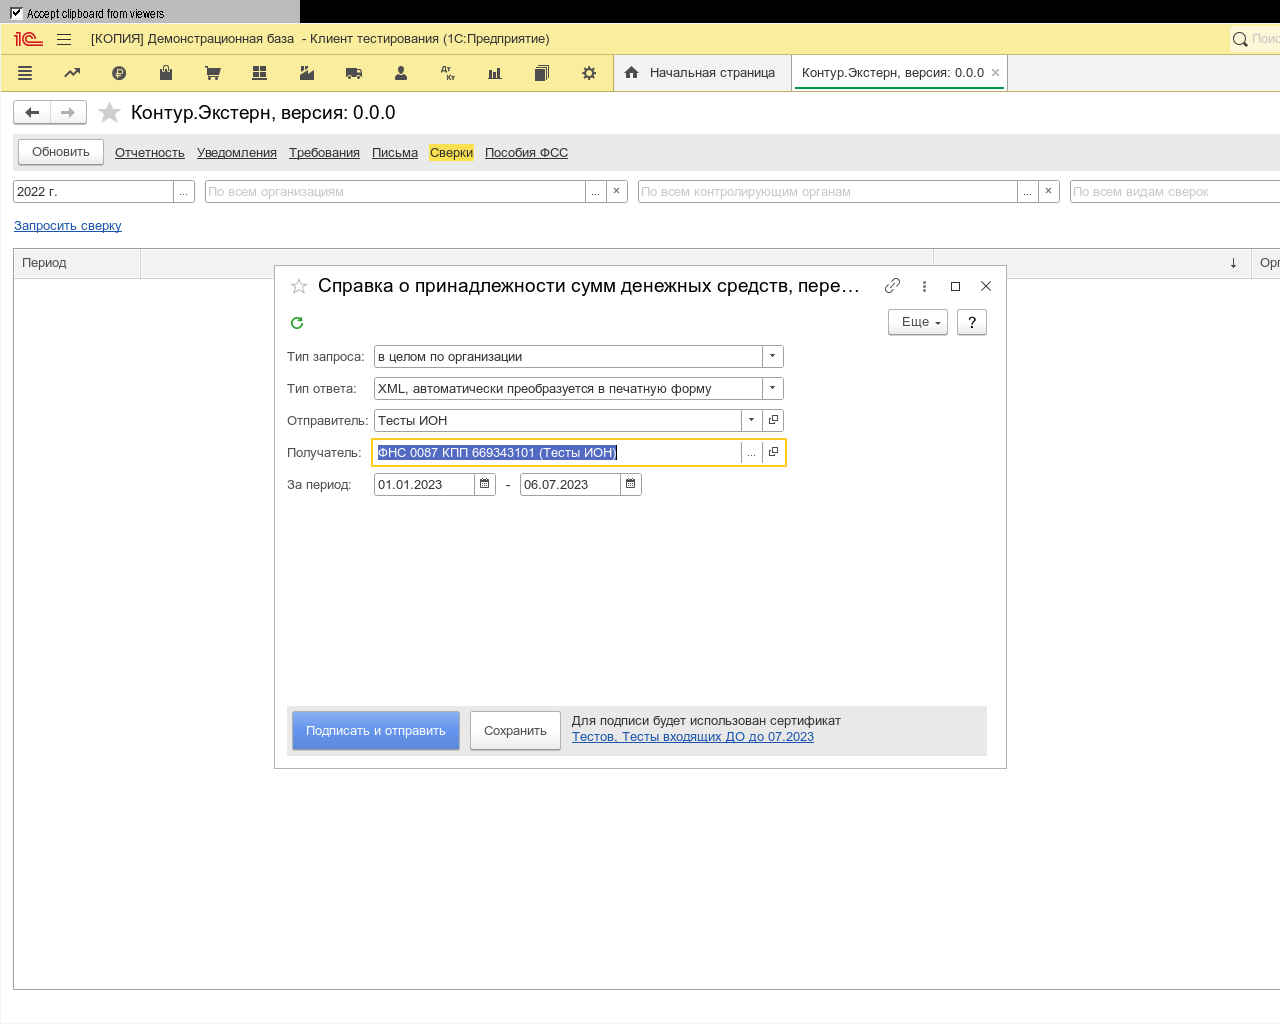 Accept clipboard from viewers
1С [КОПИЯ] Демонстрационная база - Клиент тестирования (1С:Предприятие)
Дт Кт Начальная страница Контур.Экстерн, версия: 0.0.0 ×
Контур.Экстерн, версия: 0.0.0
Обновить Отчетность Уведомления Требования Письма Сверки Пособия ФСС
2022 г. ... По всем организациям ... × По всем контролирующим органам ... × По всем видам сверок
Запросить сверку
Период ↓
Справка о принадлежности сумм денежных средств, пере...
Еще ?
Тип запроса: в целом по организации
Тип ответа: XML, автоматически преобразуется в печатную форму
Отправитель: Тесты ИОН
Получатель: ФНС 0087 КПП 669343101 (Тесты ИОН) ...
За период: 01.01.2023 - 06.07.2023
Подписать и отправить Сохранить Для подписи будет использован сертификат
Тестов, Тесты входящих ДО до 07.2023